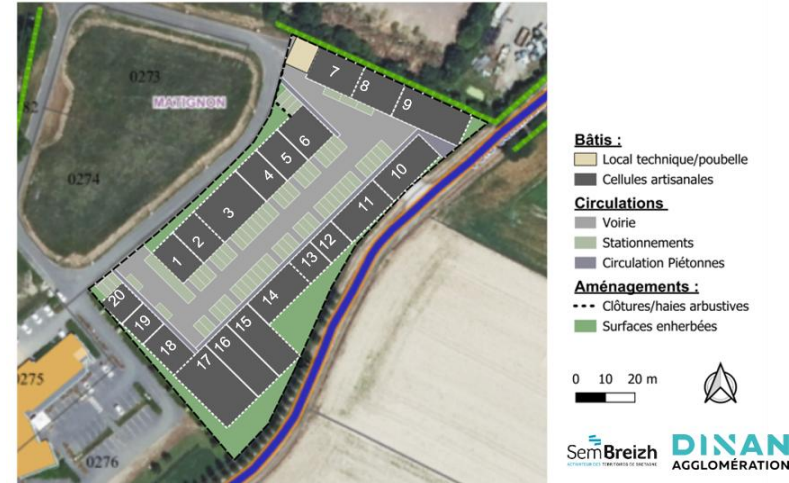 0273
MATIGNON
0274
0275
0276
82
7
8
9
6
5
4
3
2
1
10
11
12
13
14
15
16
17
18
19
20
Bâtis :
Local technique/poubelle
Cellules artisanales
Circulations
Voirie
Stationnements
Circulation Piétonnes
Aménagements :
Clôtures/haies arbustives
Surfaces enherbées
0 10 20 m
SemBreizh
DINAN
AGGLOMÉRATION